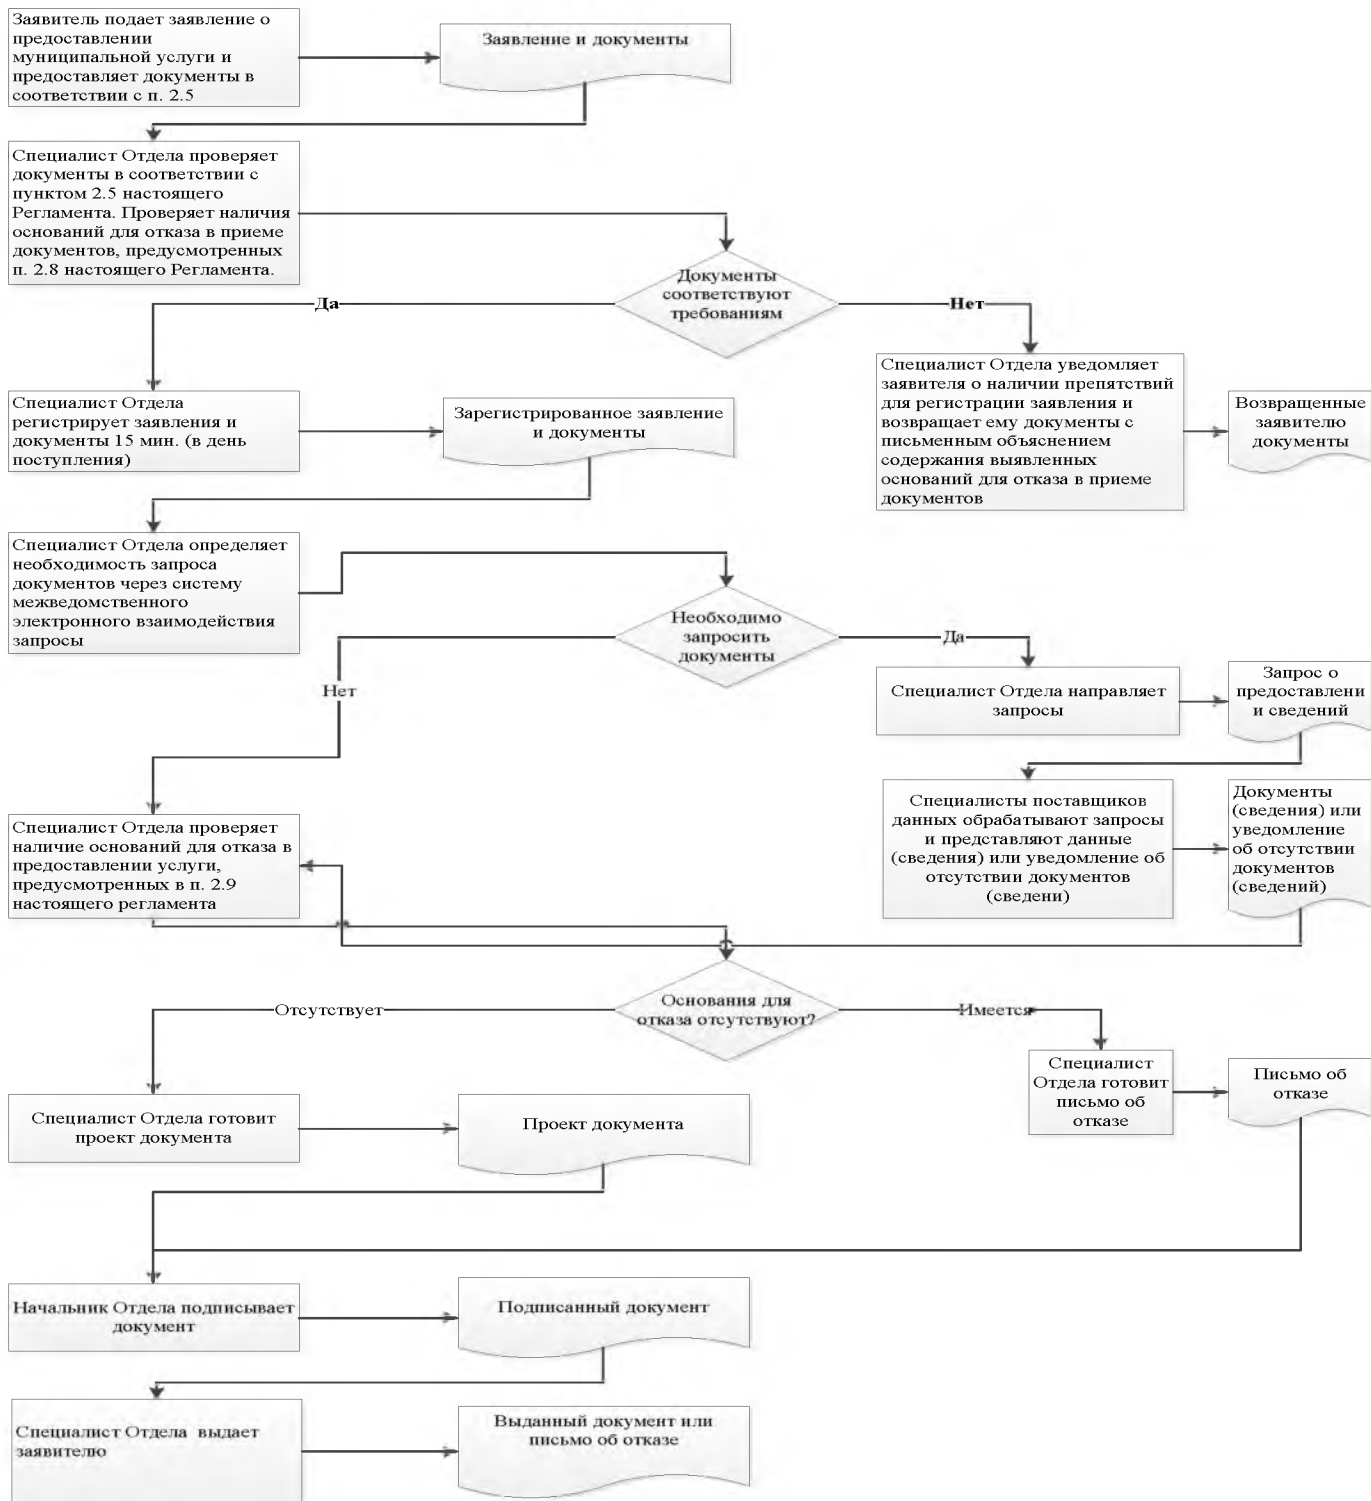 Заявитель подает заявление о
предоставлении
муниципальной услуги и
предоставляет документы в
соответствии с п. 2.5
Заявление и документы
Специалист Отдела проверяет
документы в соответствии с
пунктом 2.5 настоящего
Регламента. Проверяет наличия
оснований для отказа в приеме
документов, предусмотренных
п. 2.8 настоящего Регламента.
Документы
соответствуют
требованиям
Да
Нет
Специалист Отдела
регистрирует заявления и
документы 15 мин. (в день
поступления)
Зарегистрированное заявление
и документы
Специалист Отдела уведомляет
заявителя о наличии препятствий
для регистрации заявления и
возвращает ему документы с
письменным объяснением
содержания выявленных
оснований для отказа в приеме
документов
Возвращенные
заявителю
документы
Специалист Отдела определяет
необходимость запроса
документов через систему
межведомственного
электронного взаимодействия
запросы
Необходимо
запросить
документы
Да
Нет
Специалист Отдела направляет
запросы
Запрос о
предоставлени
и сведений
Специалисты поставщиков
данных обрабатывают запросы
и представляют данные
(сведения) или уведомление об
отсутствии документов
(сведени)
Документы
(сведения) или
уведомление
об отсутствии
документов
(сведений)
Специалист Отдела проверяет
наличие оснований для отказа в
предоставлении услуги,
предусмотренных в п. 2.9
настоящего регламента
Основания для
отказа отсутствуют?
Отсутствует
Имеется
Специалист
Отдела готовит
письмо об
отказе
Письмо об
отказе
Специалист Отдела готовит
проект документа
Проект документа
Начальник Отдела подписывает
документ
Подписанный документ
Специалист Отдела  выдает
заявителю
Выданный документ или
письмо об отказе